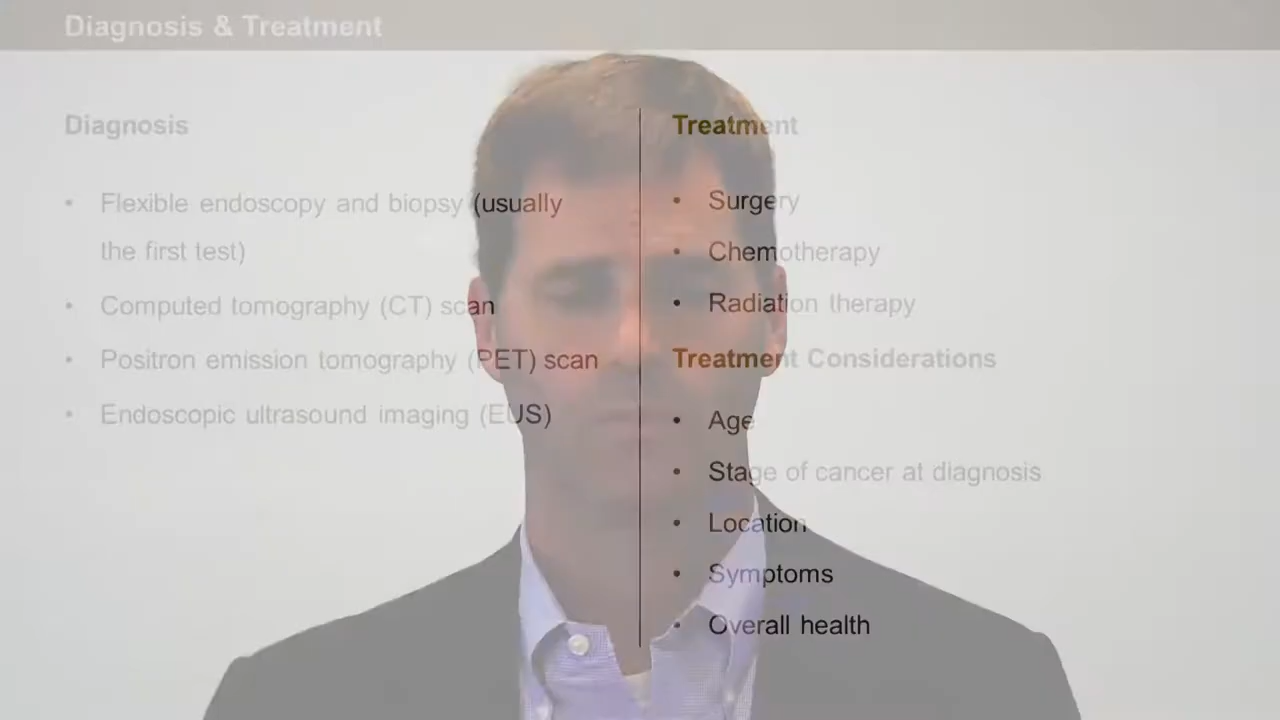 Diagnosis & Treatment
Diagnosis
• Flexible endoscopy and biopsy (usually
the first test)
• Computed tomography (CT) scan
• Positron emission tomography (PET) scan
• Endoscopic ultrasound imaging (EUS)
Treatment
• Surgery
• Chemotherapy
• Radiation therapy
Treatment Considerations
• Age
• Stage of cancer at diagnosis
• Location
• Symptoms
• Overall health